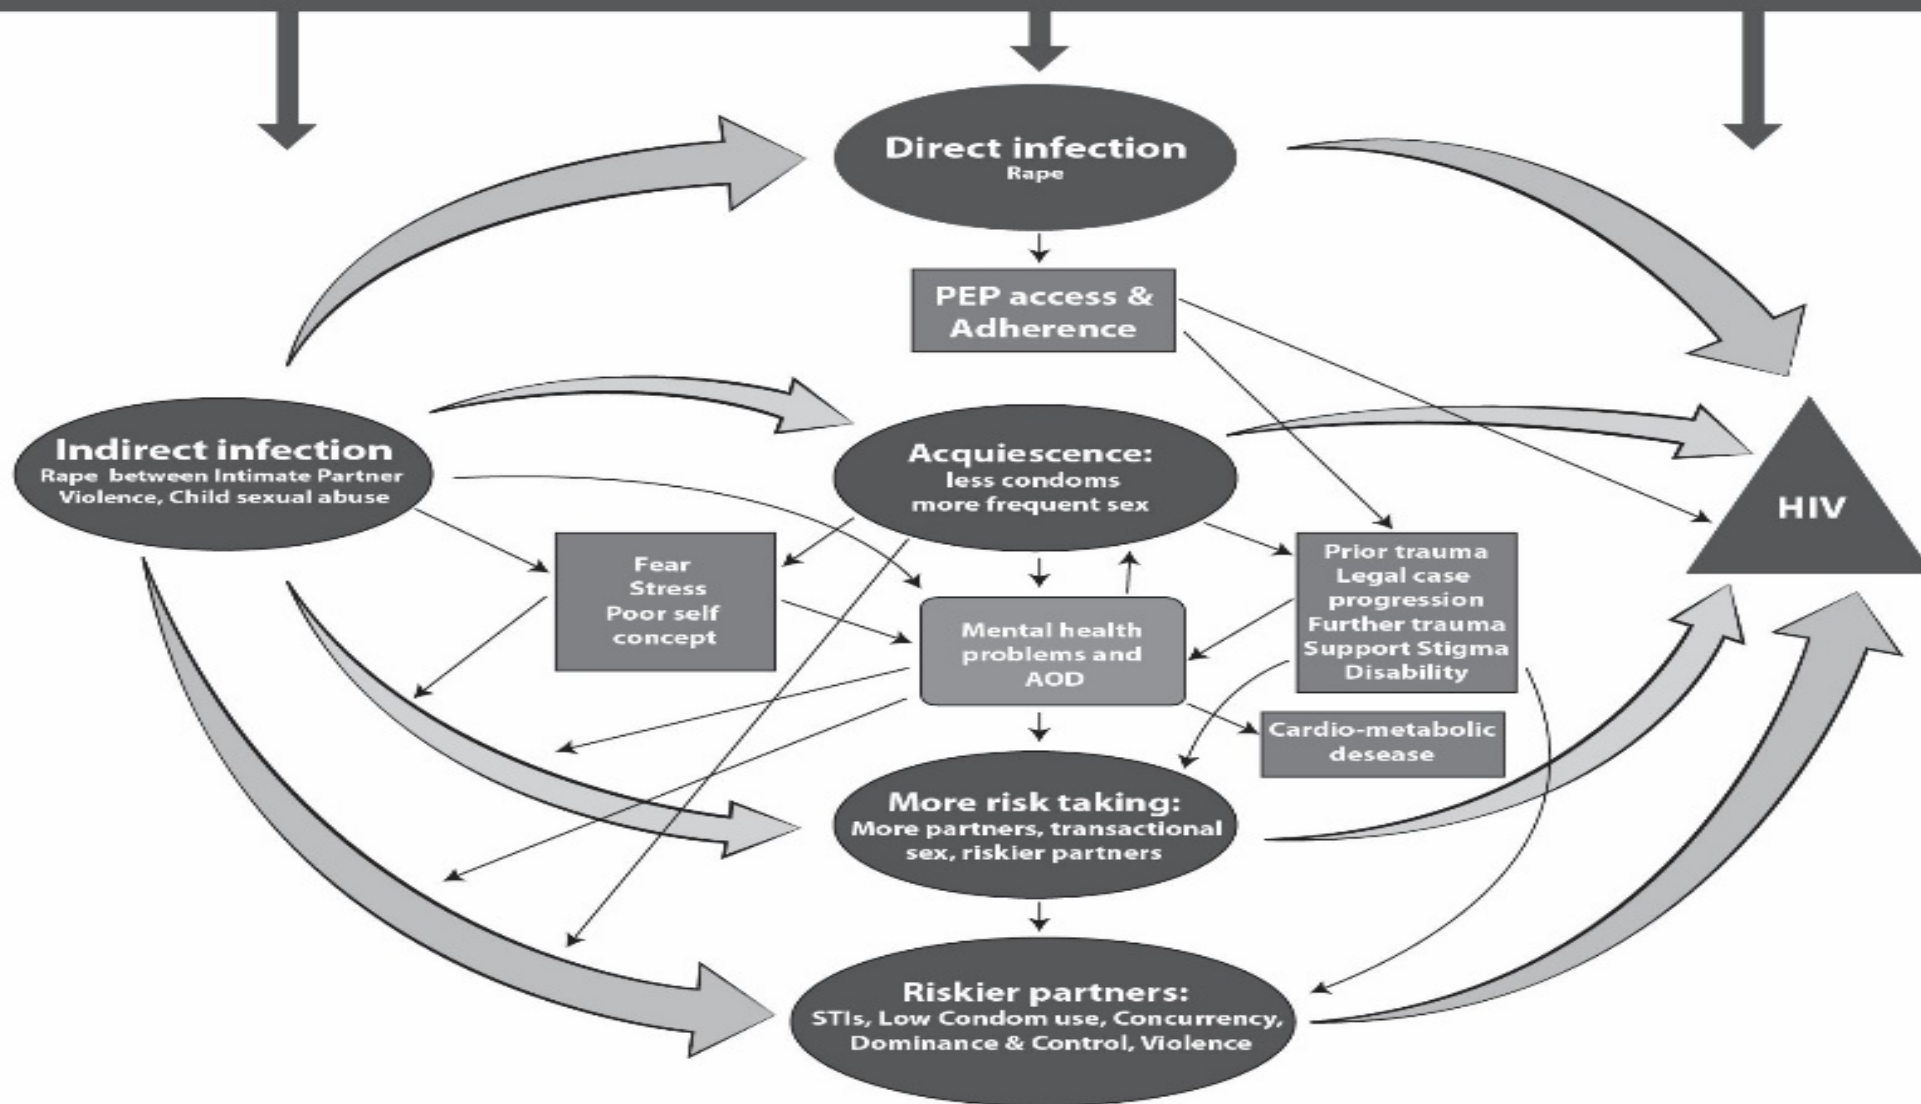 Direct infection
Rape
PEP access &
Adherence
Indirect infection
Rape between Intimate Partner
Violence, Child sexual abuse
Acquiescence:
less condoms
more frequent sex
HIV
Fear
Stress
Poor self
concept
Mental health
problems and
AOD
Prior trauma
Legal case
progression
Further trauma
Support Stigma
Disability
Cardio-metabolic
desease
More risk taking:
More partners, transactional
sex, riskier partners
Riskier partners:
STIs, Low Condom use, Concurrency,
Dominance & Control, Violence